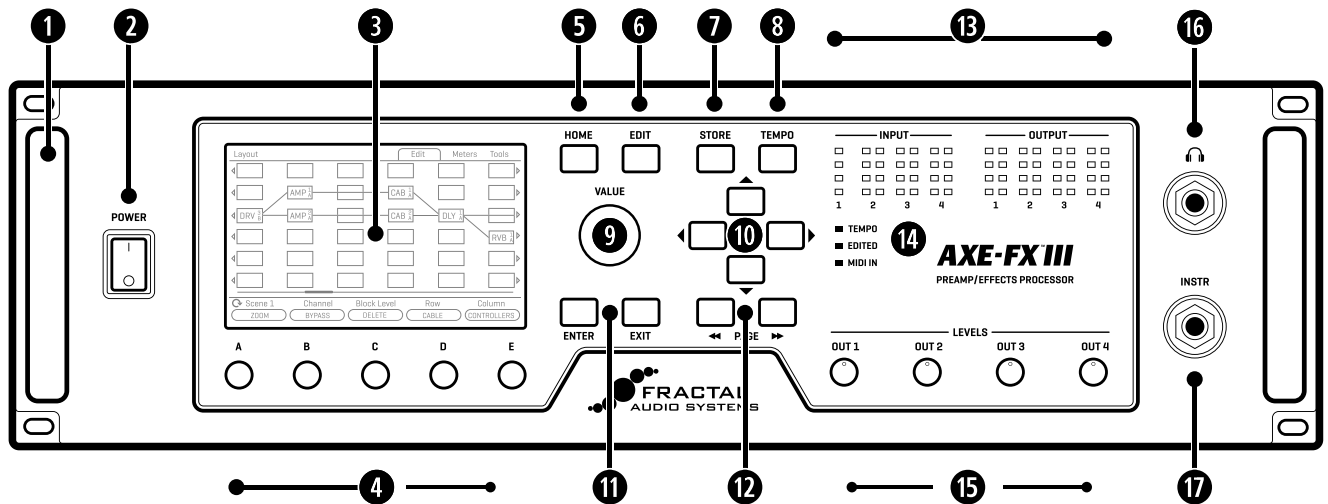 1 2 3 5 6 7 8 13 16
HOME EDIT STORE TEMPO
INPUT OUTPUT
1 2 3 4 1 2 3 4
POWER
Layout Edit Meters Tools
AMP CAB
DRV AMP CAB DLY
RVB
Scene 1 Channel Block Level Row Column
ZOOM BYPASS DELETE CABLE CONTROLLERS
VALUE
9 10 14
TEMPO
EDITED
MIDI IN
AXE-FX™III
PREAMP/EFFECTS PROCESSOR
INSTR
ENTER EXIT PAGE
LEVELS
OUT 1 OUT 2 OUT 3 OUT 4
A B C D E
FRACTAL
AUDIO SYSTEMS
4 11 12 15 17